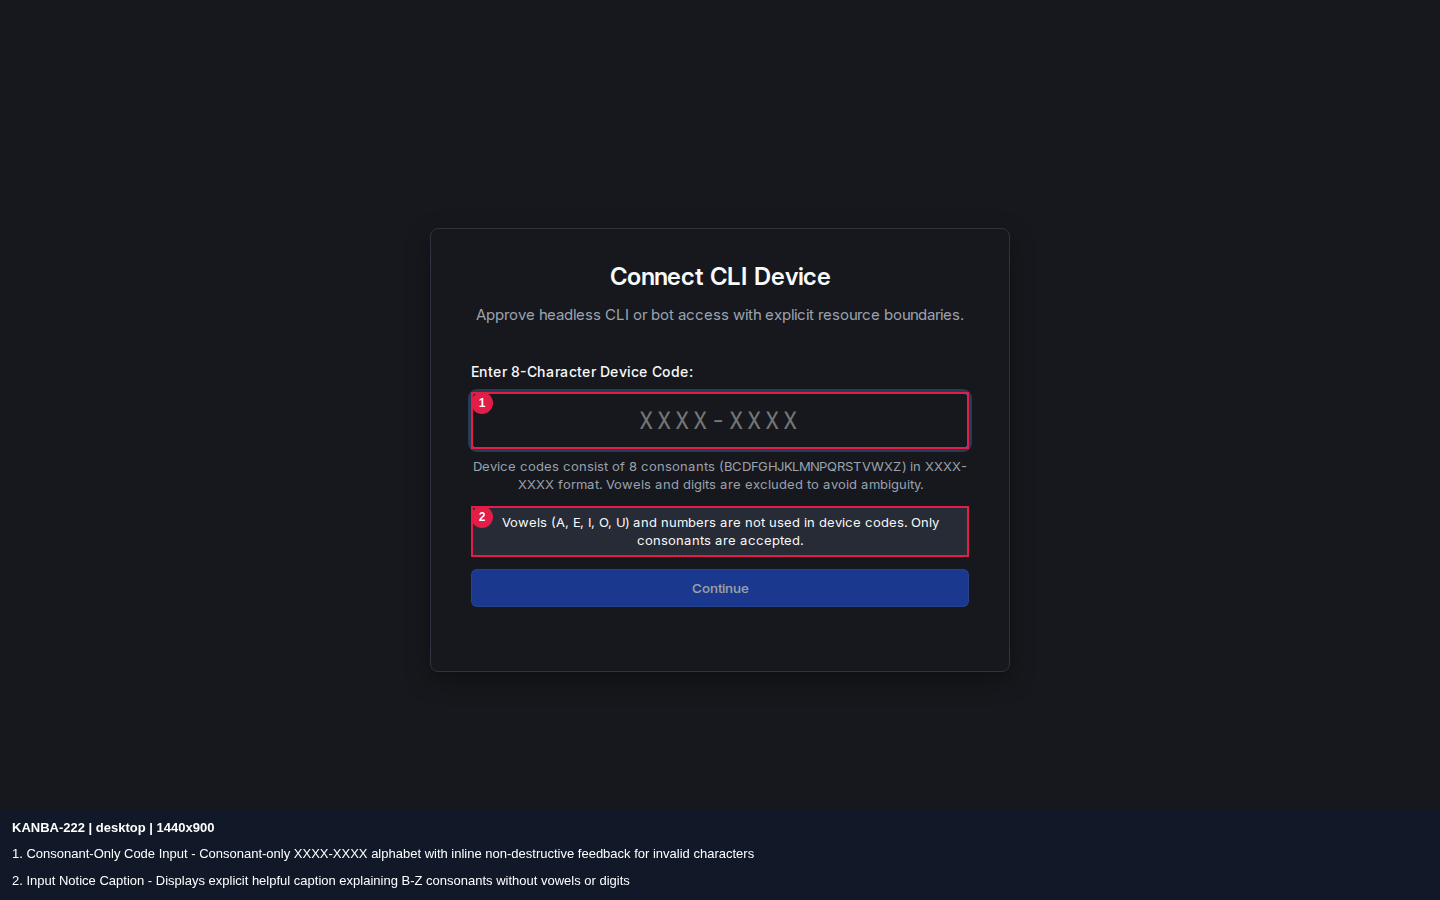 Connect CLI Device
Approve headless CLI or bot access with explicit resource boundaries.
Enter 8-Character Device Code:
1
XXXX-XXXX
Device codes consist of 8 consonants (BCDFGHJKLMNPQRSTVWXZ) in XXXX-
XXXX format. Vowels and digits are excluded to avoid ambiguity.
2
Vowels (A, E, I, O, U) and numbers are not used in device codes. Only
consonants are accepted.
Continue
KANBA-222 | desktop | 1440x900
1. Consonant-Only Code Input - Consonant-only XXXX-XXXX alphabet with inline non-destructive feedback for invalid characters
2. Input Notice Caption - Displays explicit helpful caption explaining B-Z consonants without vowels or digits